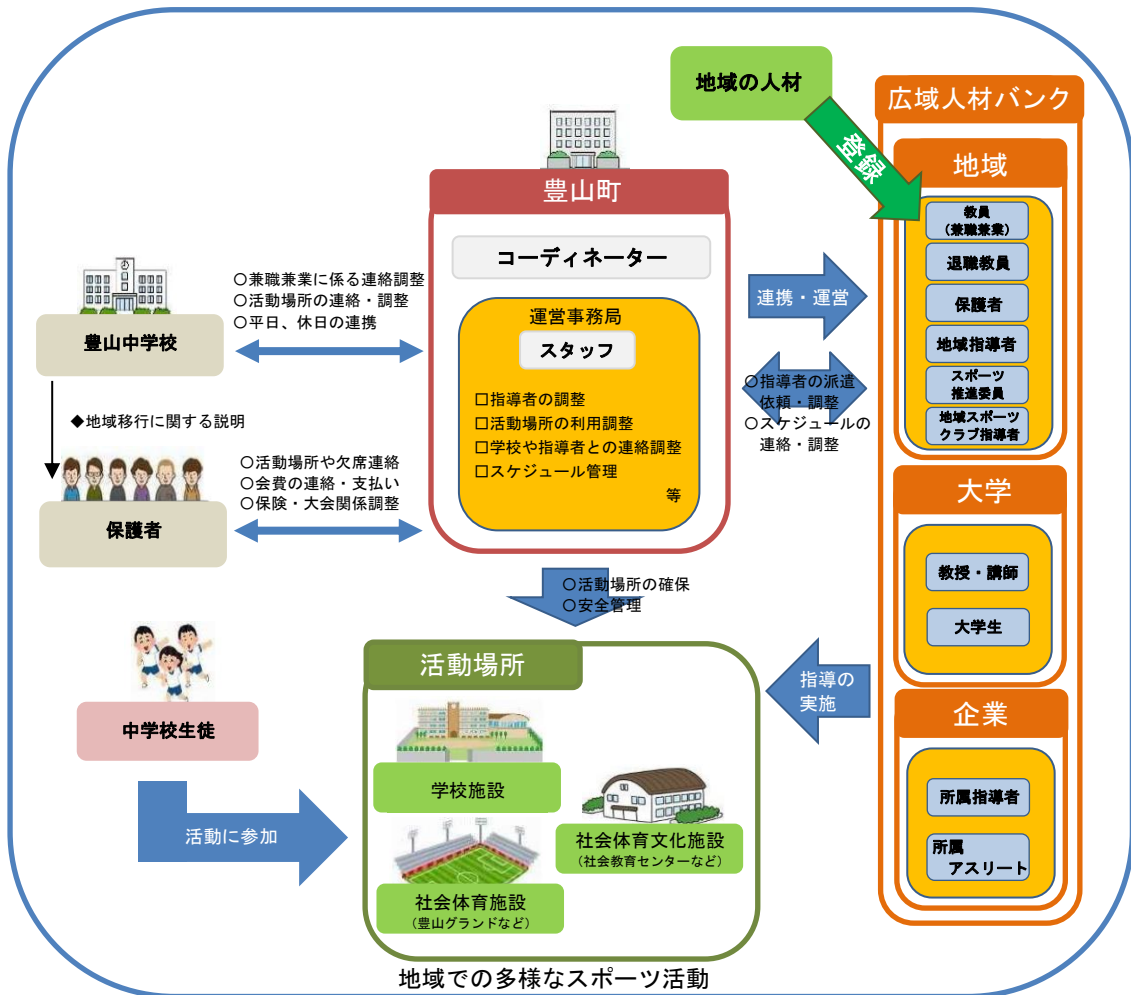 地域の人材
登録
広域人材バンク
地域
教員
（兼職兼業）
退職教員
保護者
地域指導者
スポーツ
推進委員
地域スポーツ
クラブ指導者
大学
教授・講師
大学生
企業
所属指導者
所属
アスリート
豊山町
コーディネーター
運営事務局
スタッフ
□指導者の調整
□活動場所の利用調整
□学校や指導者との連絡調整
□スケジュール管理
等
連携・運営
○指導者の派遣
依頼・調整
○スケジュールの
連絡・調整
○兼職兼業に係る連絡調整
○活動場所の連絡・調整
○平日、休日の連携
豊山中学校
◆地域移行に関する説明
○活動場所や欠席連絡
○会費の連絡・支払い
○保険・大会関係調整
保護者
○活動場所の確保
○安全管理
中学校生徒
活動に参加
活動場所
学校施設
社会体育文化施設
（社会教育センターなど）
社会体育施設
（豊山グランドなど）
指導の
実施
地域での多様なスポーツ活動